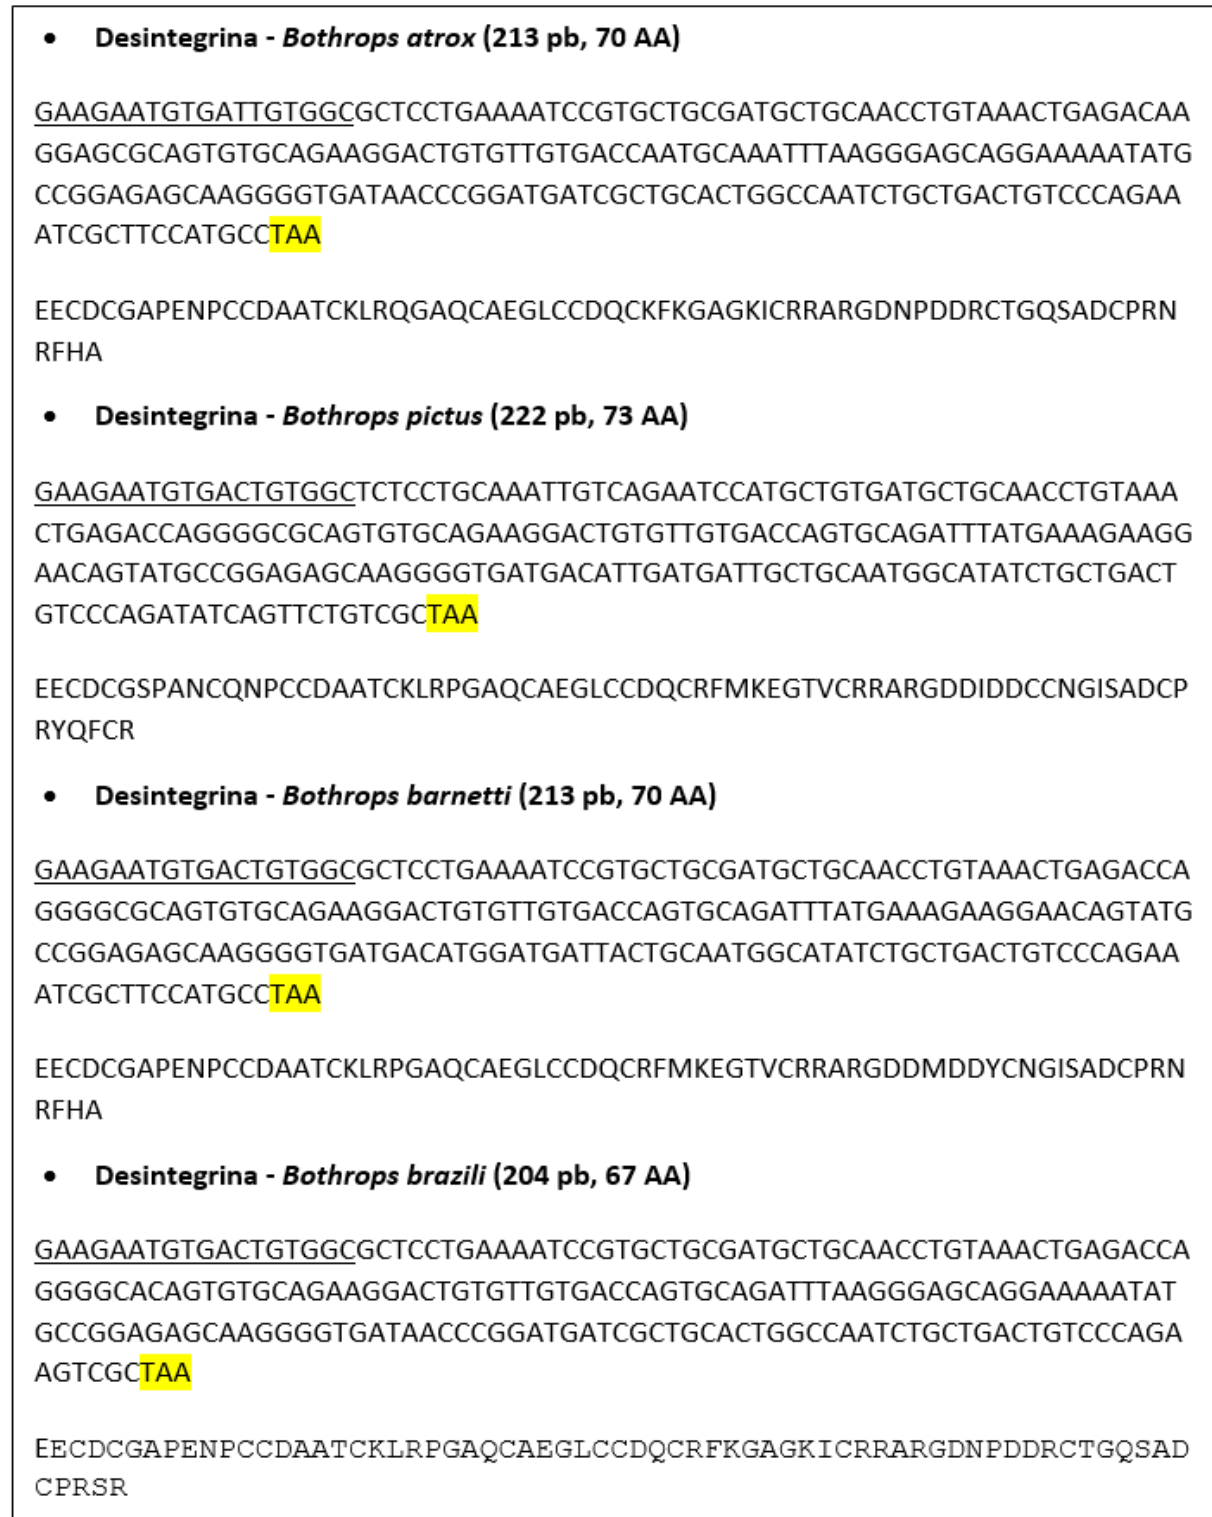 • Desintegrina - Bothrops atrox (213 pb, 70 AA)
GAAGAATGTGATTGTGGCGCTCCTGAAAATCCGTGCTGCGATGCTGCAACCTGTAAACTGAGACAA
GGAGCGCAGTGTGCAGAAGGACTGTGTTGTGACCAATGCAAATTTAAGGGAGCAGGAAAAATATG
CCGGAGAGCAAGGGGTGATAACCCGGATGATCGCTGCACTGGCCAATCTGCTGACTGTCCCAGAA
ATCGCTTCCATGCCTAA
EECDCGAPENPCCDAATCKLRQGAQCAEGLCCDQCKFKGAGKICRRARGDNPDDRCTGQSADCPRN
RFHA
• Desintegrina - Bothrops pictus (222 pb, 73 AA)
GAAGAATGTGACTGTGGCTCTCCTGCAAATTGTCAGAATCCATGCTGTGATGCTGCAACCTGTAAA
CTGAGACCAGGGGCGCAGTGTGCAGAAGGACTGTGTTGTGACCAGTGCAGATTTATGAAAGAAGG
AACAGTATGCCGGAGAGCAAGGGGTGATGACATTGATGATTGCTGCAATGGCATATCTGCTGACT
GTCCCAGATATCAGTTCTGTCGCTAA
EECDCGSPANCQNPCCDAATCKLRPGAQCAEGLCCDQCRFMKEGTVCRRARGDDIDDCCNGISADCP
RYQFCR
• Desintegrina - Bothrops barnetti (213 pb, 70 AA)
GAAGAATGTGACTGTGGCGCTCCTGAAAATCCGTGCTGCGATGCTGCAACCTGTAAACTGAGACCA
GGGGCGCAGTGTGCAGAAGGACTGTGTTGTGACCAGTGCAGATTTATGAAAGAAGGAACAGTATG
CCGGAGAGCAAGGGGTGATGACATGGATGATTACTGCAATGGCATATCTGCTGACTGTCCCAGAA
ATCGCTTCCATGCCTAA
EECDCGAPENPCCDAATCKLRPGAQCAEGLCCDQCRFMKEGTVCRRARGDDMDDYCNGISADCPRN
RFHA
• Desintegrina - Bothrops brazili (204 pb, 67 AA)
GAAGAATGTGACTGTGGCGCTCCTGAAAATCCGTGCTGCGATGCTGCAACCTGTAAACTGAGACCA
GGGGCACAGTGTGCAGAAGGACTGTGTTGTGACCAGTGCAGATTTAAGGGAGCAGGAAAAATAT
GCCGGAGAGCAAGGGGTGATAACCCGGATGATCGCTGCACTGGCCAATCTGCTGACTGTCCCAGA
AGTCGCTAA
EECDCGAPENPCCDAATCKLRPGAQCAEGLCCDQCRFKGAGKICRRARGDNPDDRCTGQSAD
CPRSR